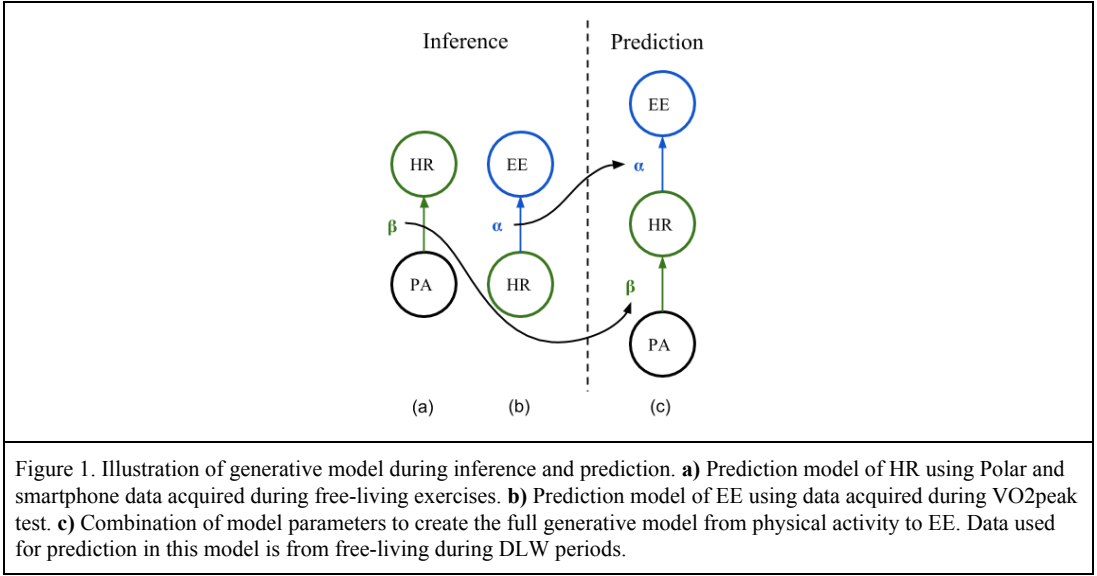 Inference
Prediction
HR
β
PA
EE
α
HR
EE
α
HR
β
PA
(a)
(b)
(c)
Figure 1. Illustration of generative model during inference and prediction. a) Prediction model of HR using Polar and
smartphone data acquired during free-living exercises. b) Prediction model of EE using data acquired during VO2peak
test. c) Combination of model parameters to create the full generative model from physical activity to EE. Data used
for prediction in this model is from free-living during DLW periods.